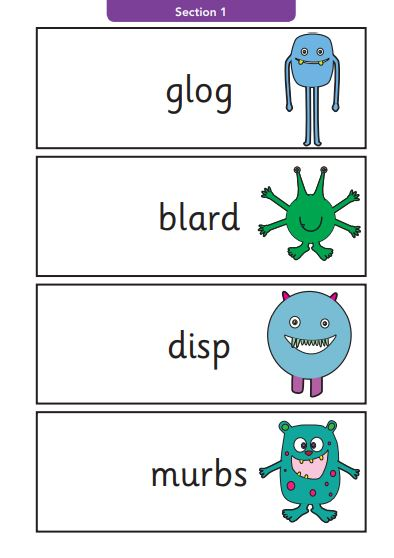 Section 1
glog
blard
disp
murbs